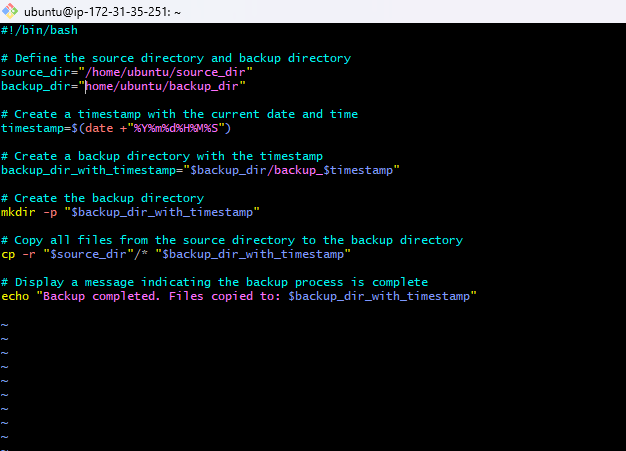 ubuntu@ip-172-31-35-251: ~
#!/bin/bash
# Define the source directory and backup directory
source_dir="/home/ubuntu/source_dir"
backup_dir="home/ubuntu/backup_dir"
# Create a timestamp with the current date and time
timestamp=$(date +"%Y%m%d%H%M%S")
# Create a backup directory with the timestamp
backup_dir_with_timestamp="$backup_dir/backup_$timestamp"
# Create the backup directory
mkdir -p "$backup_dir_with_timestamp"
# Copy all files from the source directory to the backup directory
cp -r "$source_dir"/* "$backup_dir_with_timestamp"
# Display a message indicating the backup process is complete
echo "Backup completed. Files copied to: $backup_dir_with_timestamp"
~
~
~
~
~
~
~
~
~
~